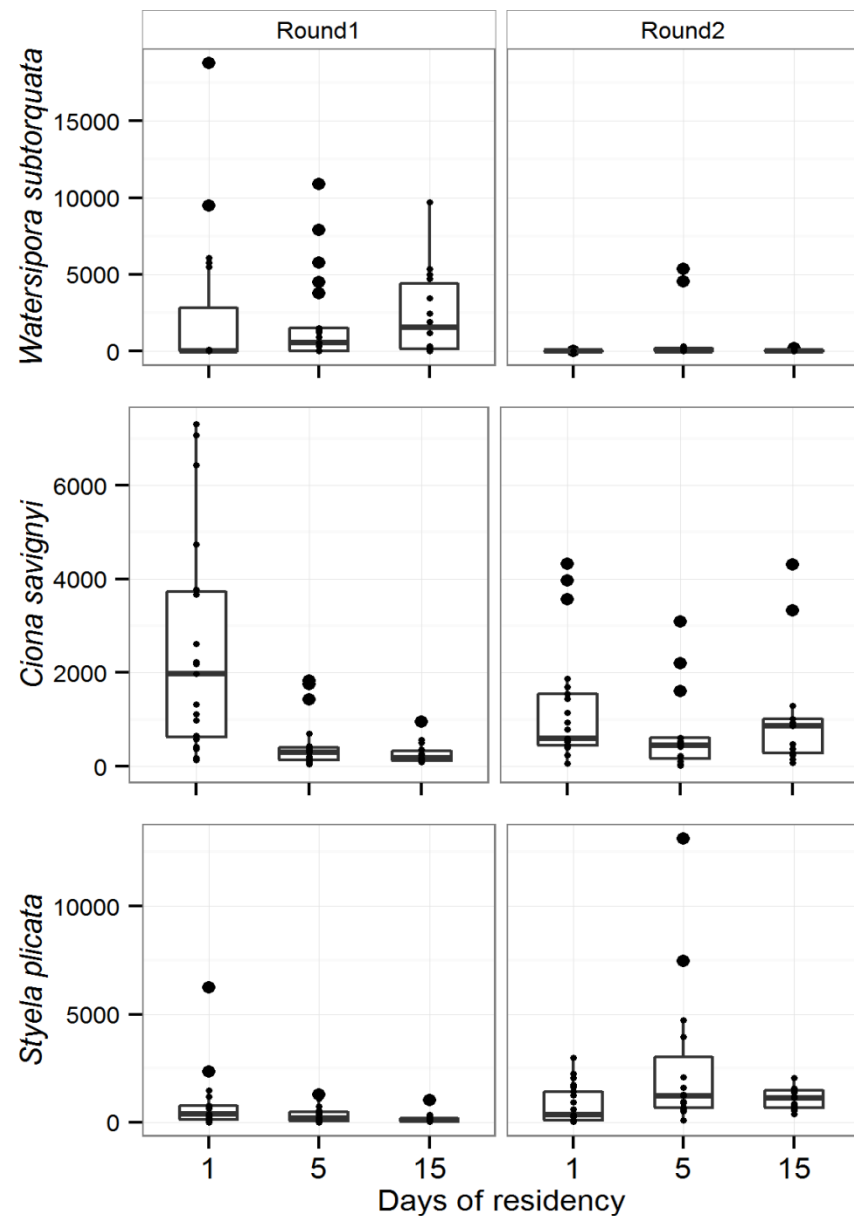 Round1 Round2
Watersipora subtorquata
15000
10000
5000
0
Ciona savignyi
6000
4000
2000
0
Styela plicata
10000
5000
0
1 5 15 1 5 15
Days of residency